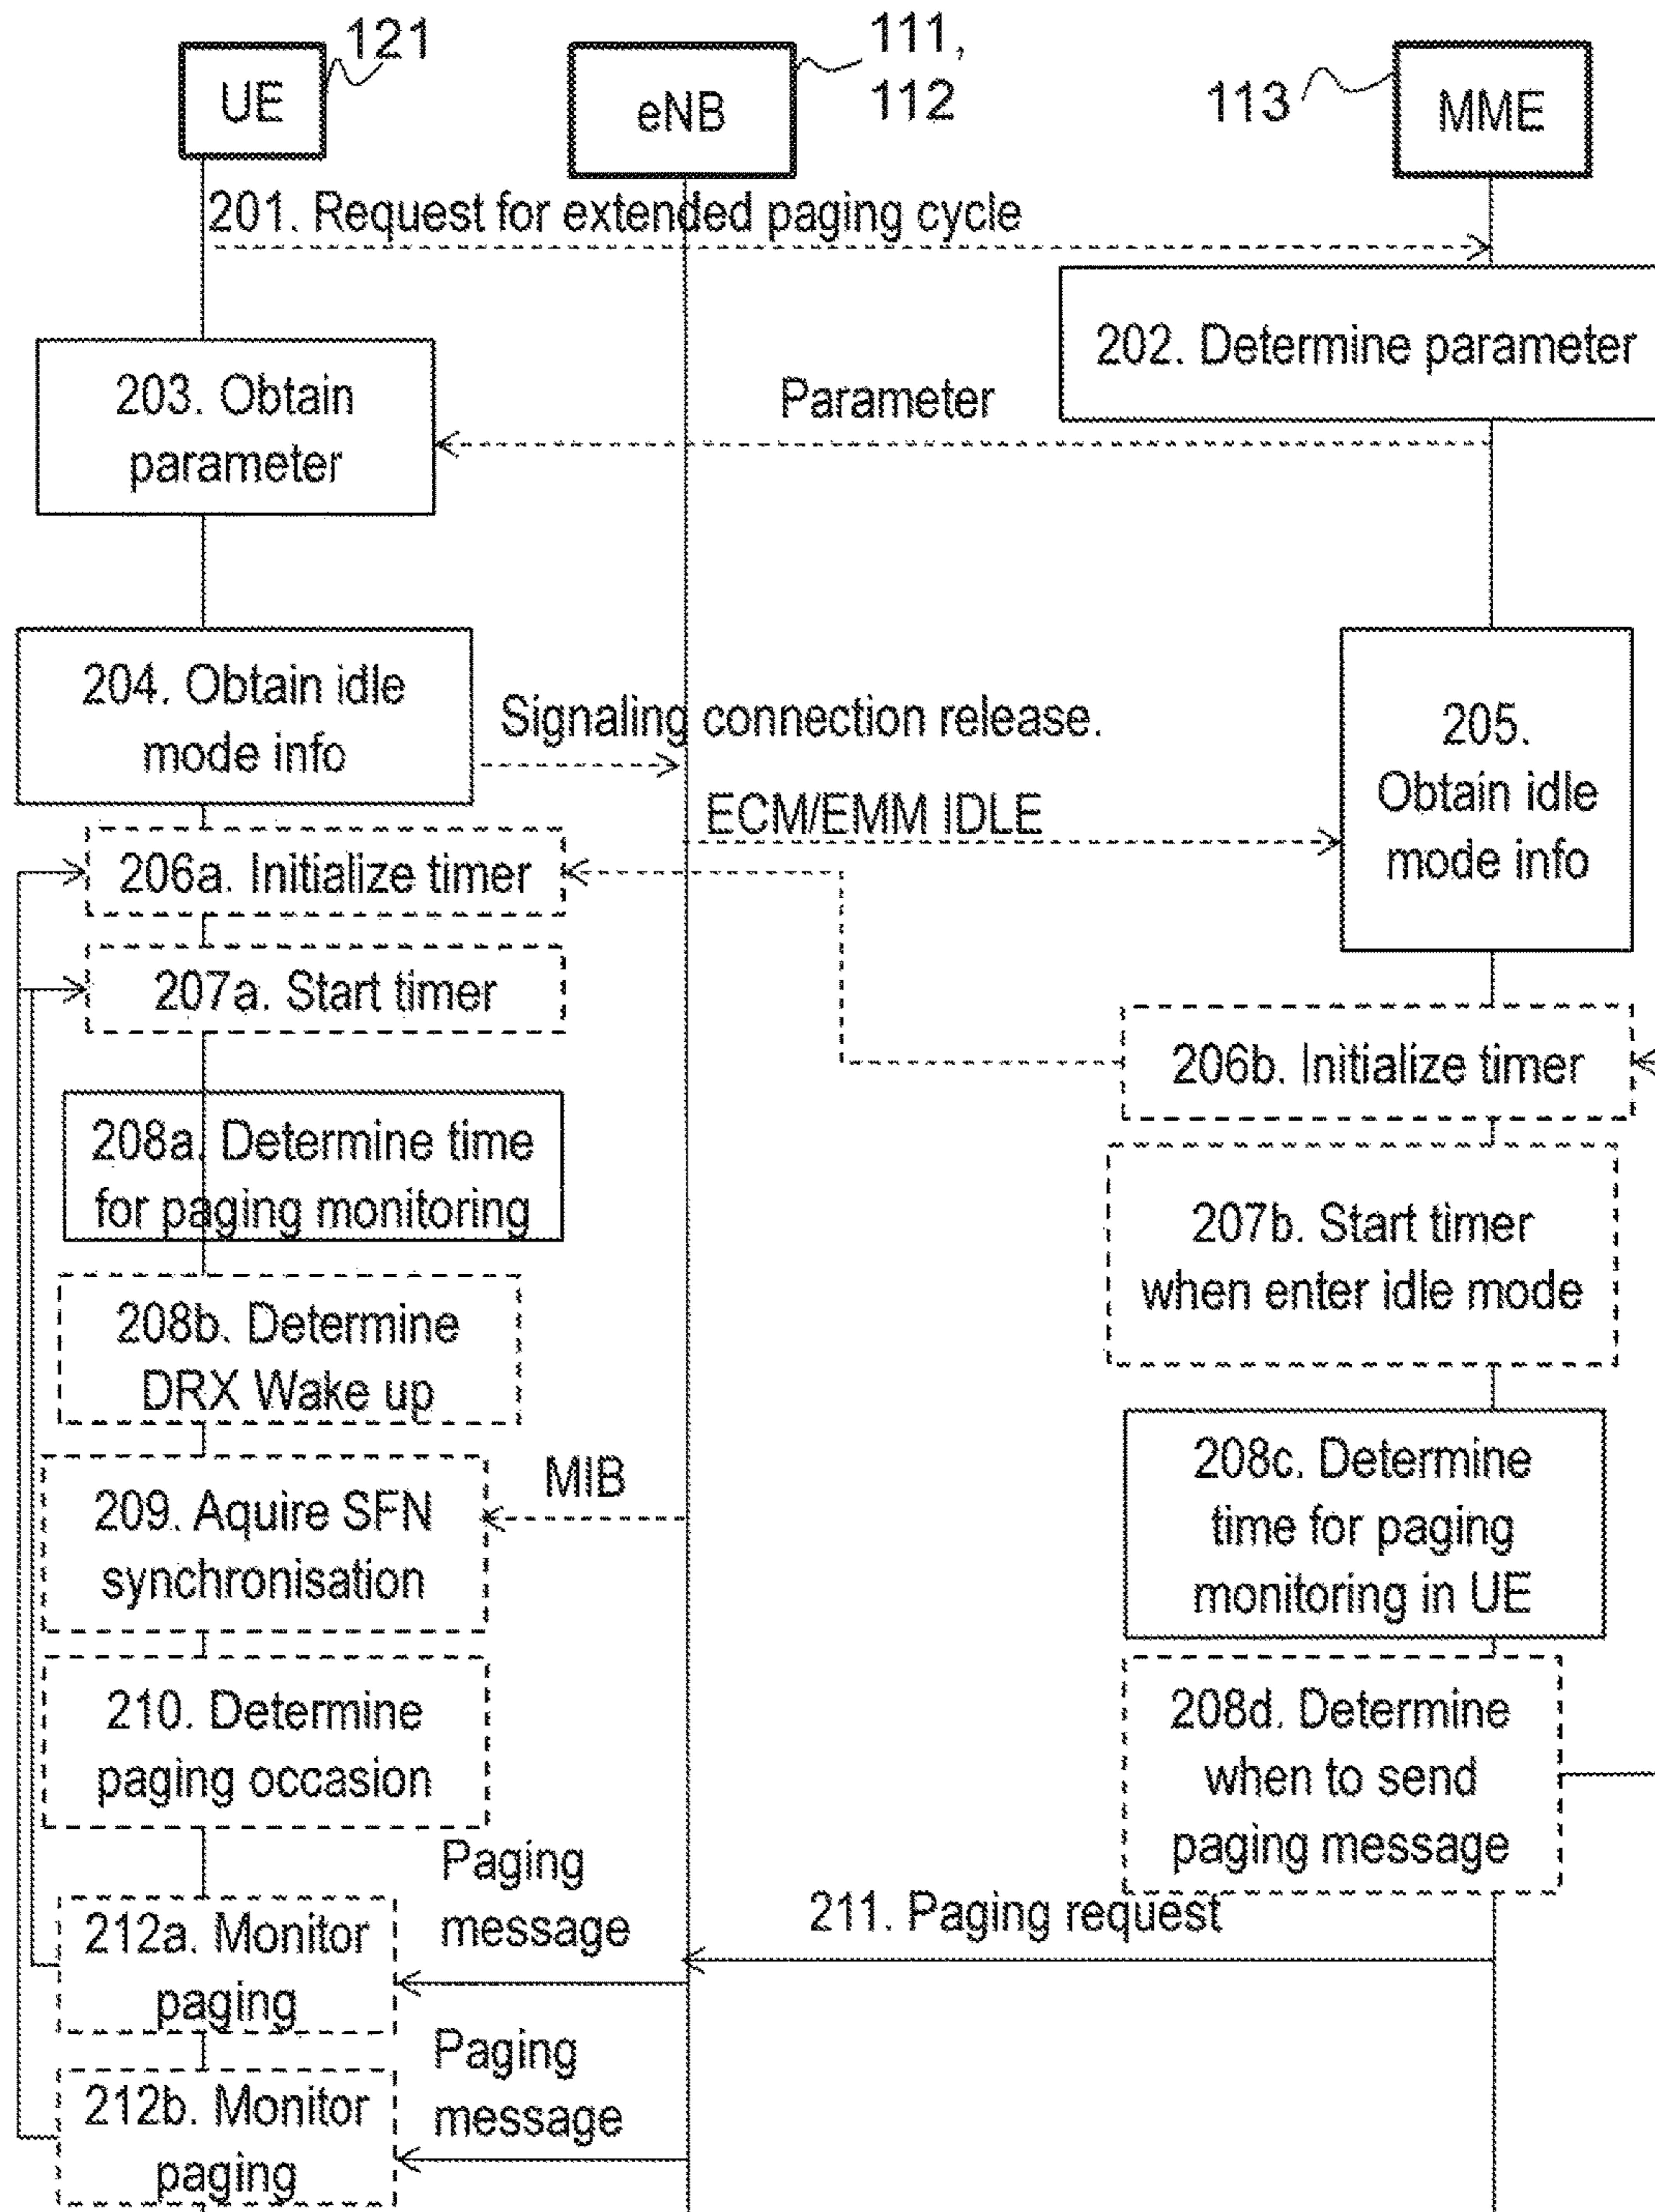 121
UE
111,
112
eNB
113
MME
201. Request for extended paging cycle
202. Determine parameter
203. Obtain
parameter
Parameter
204. Obtain idle
mode info
Signaling connection release.
205.
Obtain idle
mode info
ECM/EMM IDLE
206a. Initialize timer
207a. Start timer
206b. Initialize timer
208a. Determine time
for paging monitoring
207b. Start timer
when enter idle mode
208b. Determine
DRX Wake up
208c. Determine
time for paging
monitoring in UE
MIB
209. Aquire SFN
synchronisation
210. Determine
paging occasion
208d. Determine
when to send
paging message
Paging
message
211. Paging request
212a. Monitor
paging
Paging
message
212b. Monitor
paging